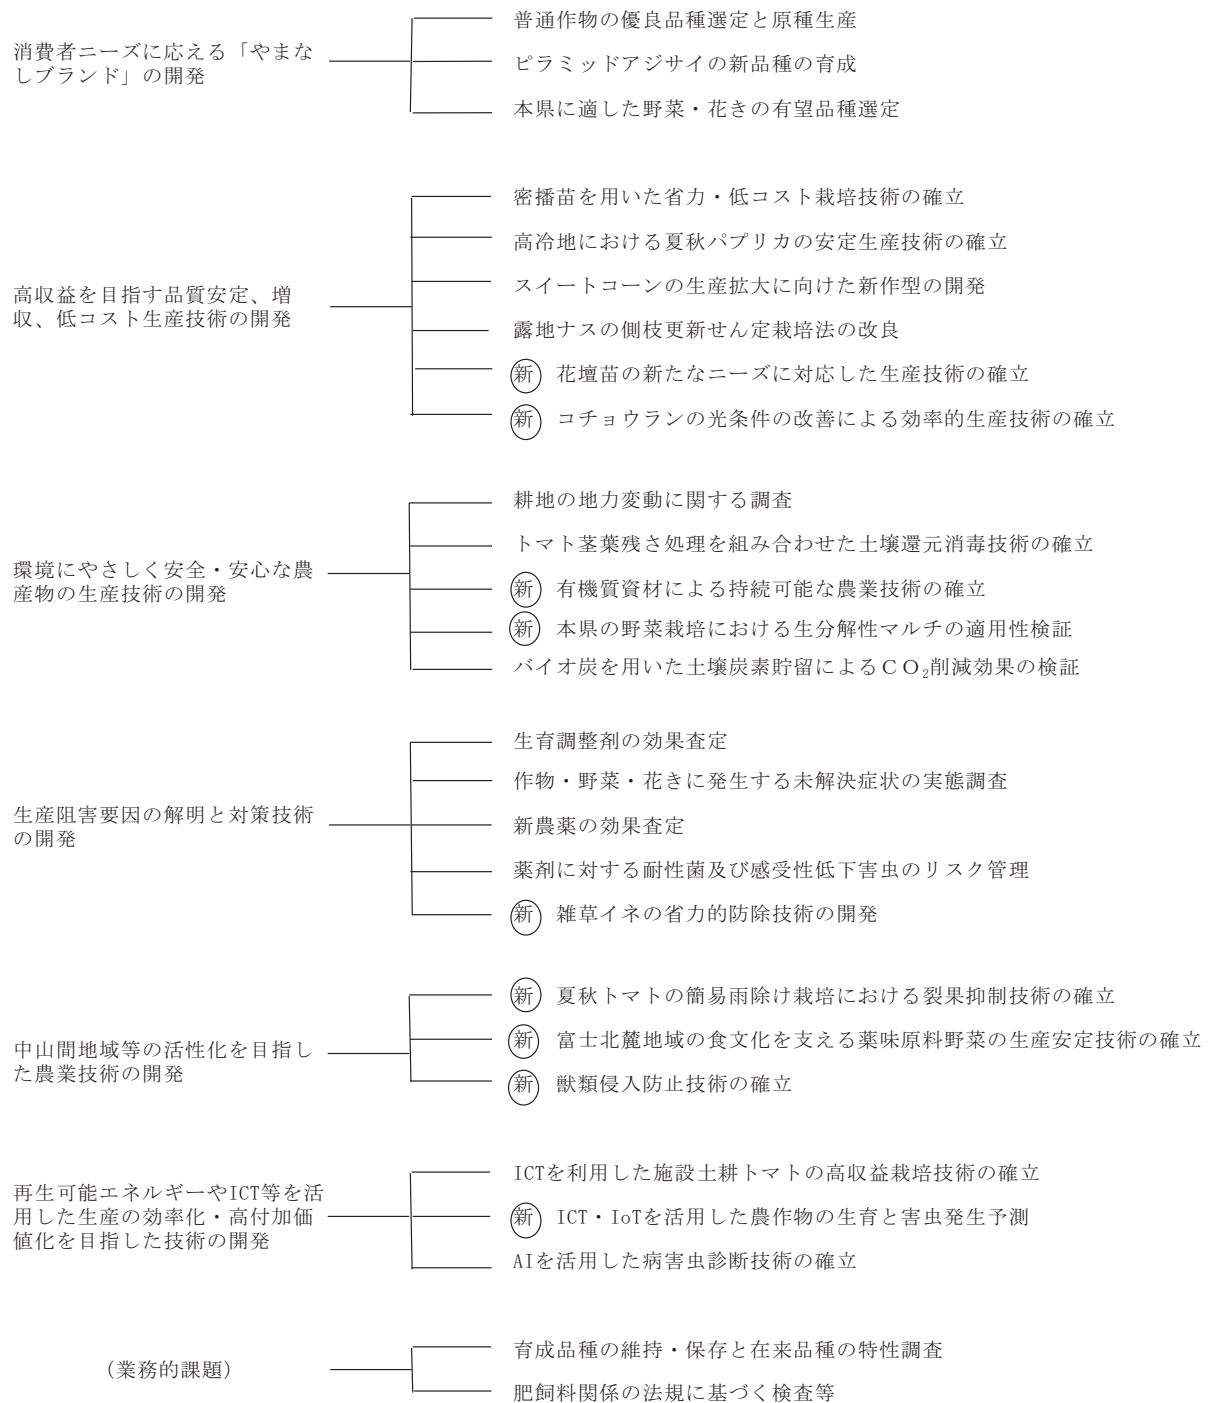 消費者ニーズに応える「やまな
しブランド」の開発
普通作物の優良品種選定と原種生産
ピラミッドアジサイの新品種の育成
本県に適した野菜・花きの有望品種選定
高収益を目指す品質安定、増
収、低コスト生産技術の開発
密播苗を用いた省力・低コスト栽培技術の確立
高冷地における夏秋パプリカの安定生産技術の確立
スイートコーンの生産拡大に向けた新作型の開発
露地ナスの側枝更新せん定栽培法の改良
新 花壇苗の新たなニーズに対応した生産技術の確立
新 コチョウランの光条件の改善による効率的生産技術の確立
環境にやさしく安全・安心な農
産物の生産技術の開発
耕地の地力変動に関する調査
トマト茎葉残さ処理を組み合わせた土壌還元消毒技術の確立
新 有機質資材による持続可能な農業技術の確立
新 本県の野菜栽培における生分解性マルチの適用性検証
バイオ炭を用いた土壌炭素貯留によるＣＯ₂削減効果の検証
生産阻害要因の解明と対策技術
の開発
生育調整剤の効果査定
作物・野菜・花きに発生する未解決症状の実態調査
新農薬の効果査定
薬剤に対する耐性菌及び感受性低下害虫のリスク管理
新 雑草イネの省力的防除技術の開発
中山間地域等の活性化を目指し
た農業技術の開発
新 夏秋トマトの簡易雨除け栽培における裂果抑制技術の確立
新 富士北麓地域の食文化を支える薬味原料野菜の生産安定技術の確立
新 獣類侵入防止技術の確立
再生可能エネルギーやICT等を活
用した生産の効率化・高付加価
値化を目指した技術の開発
ICTを利用した施設土耕トマトの高収益栽培技術の確立
新 ICT・IoTを活用した農作物の生育と害虫発生予測
AIを活用した病害虫診断技術の確立
（業務的課題）
育成品種の維持・保存と在来品種の特性調査
肥飼料関係の法規に基づく検査等